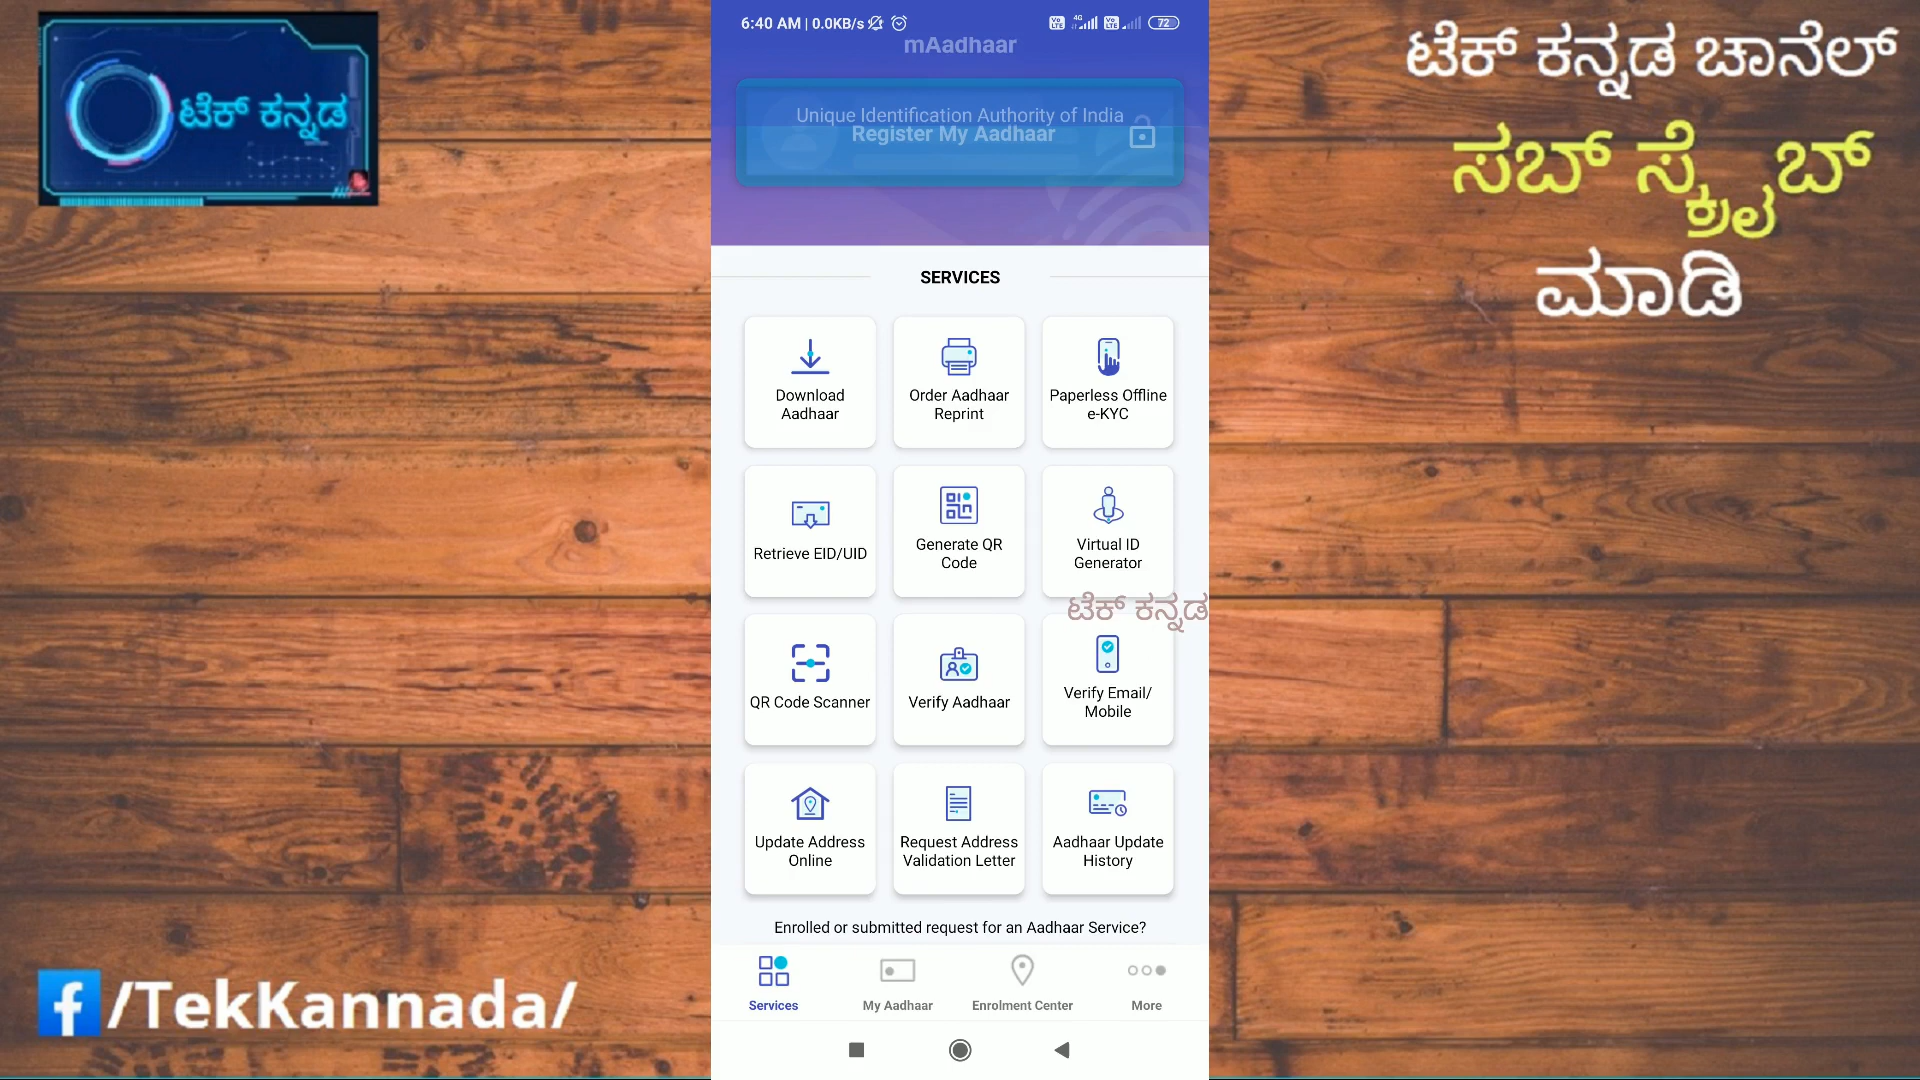 ಟೆಕ್ ಕನ್ನಡ
ಟೆಕ್ ಕನ್ನಡ ಚಾನೆಲ್
ಸಬ್ ಸ್ಕ್ರೈಬ್
ಮಾಡಿ
6:40 AM | 0.0KB/s
4G
72
mAadhaar
Unique Identification Authority of India
Register My Aadhaar
SERVICES
Download Aadhaar
Order Aadhaar Reprint
Paperless Offline e-KYC
Retrieve EID/UID
Generate QR Code
Virtual ID Generator
ಟೆಕ್ ಕನ್ನಡ
QR Code Scanner
Verify Aadhaar
Verify Email/ Mobile
Update Address Online
Request Address Validation Letter
Aadhaar Update History
Enrolled or submitted request for an Aadhaar Service?
Services
My Aadhaar
Enrolment Center
More
/TekKannada/